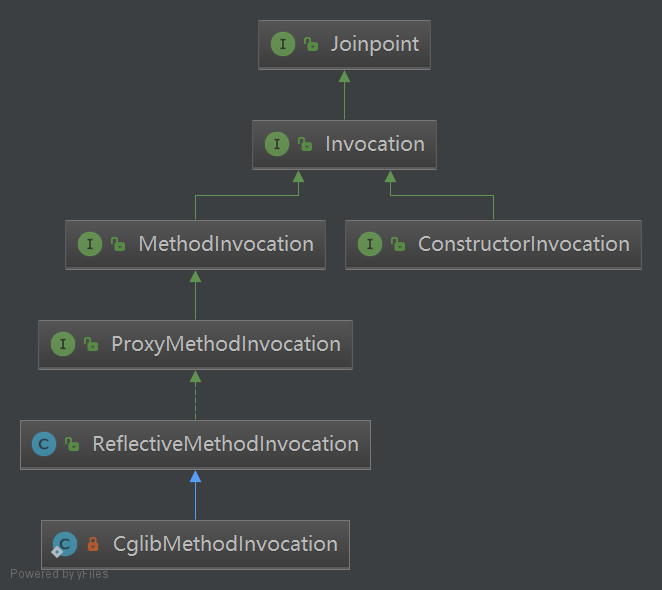 I Joinpoint
I Invocation
I MethodInvocation
I ConstructorInvocation
I ProxyMethodInvocation
C ReflectiveMethodInvocation
C CglibMethodInvocation
Powered by yFiles